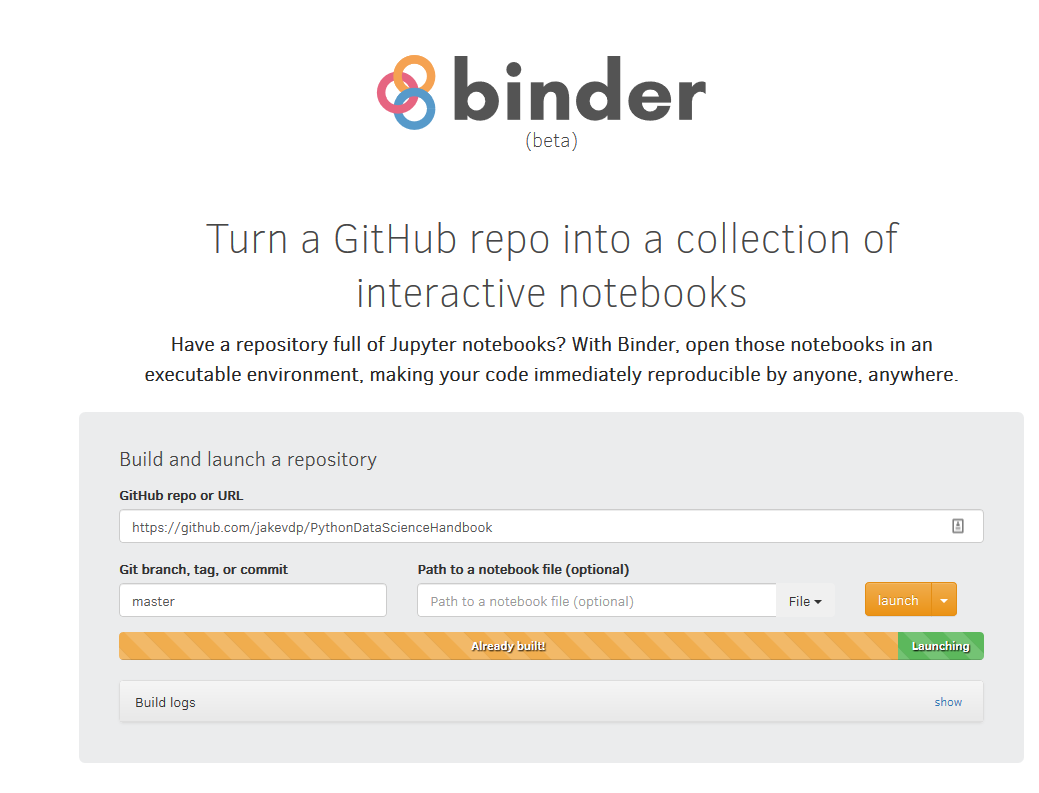 binder
(beta)
Turn a GitHub repo into a collection of
interactive notebooks
Have a repository full of Jupyter notebooks? With Binder, open those notebooks in an
executable environment, making your code immediately reproducible by anyone, anywhere.
Build and launch a repository
GitHub repo or URL
https://github.com/jakevdp/PythonDataScienceHandbook
Git branch, tag, or commit
Path to a notebook file (optional)
master
Path to a notebook file (optional)
File
launch
Already built!
Launching
Build logs
show